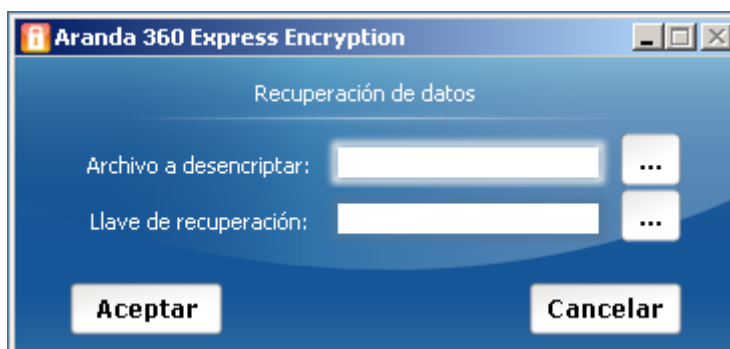 Aranda 360 Express Encryption
Recuperación de datos
Archivo a desencriptar:
...
Llave de recuperación:
...
Aceptar
Cancelar